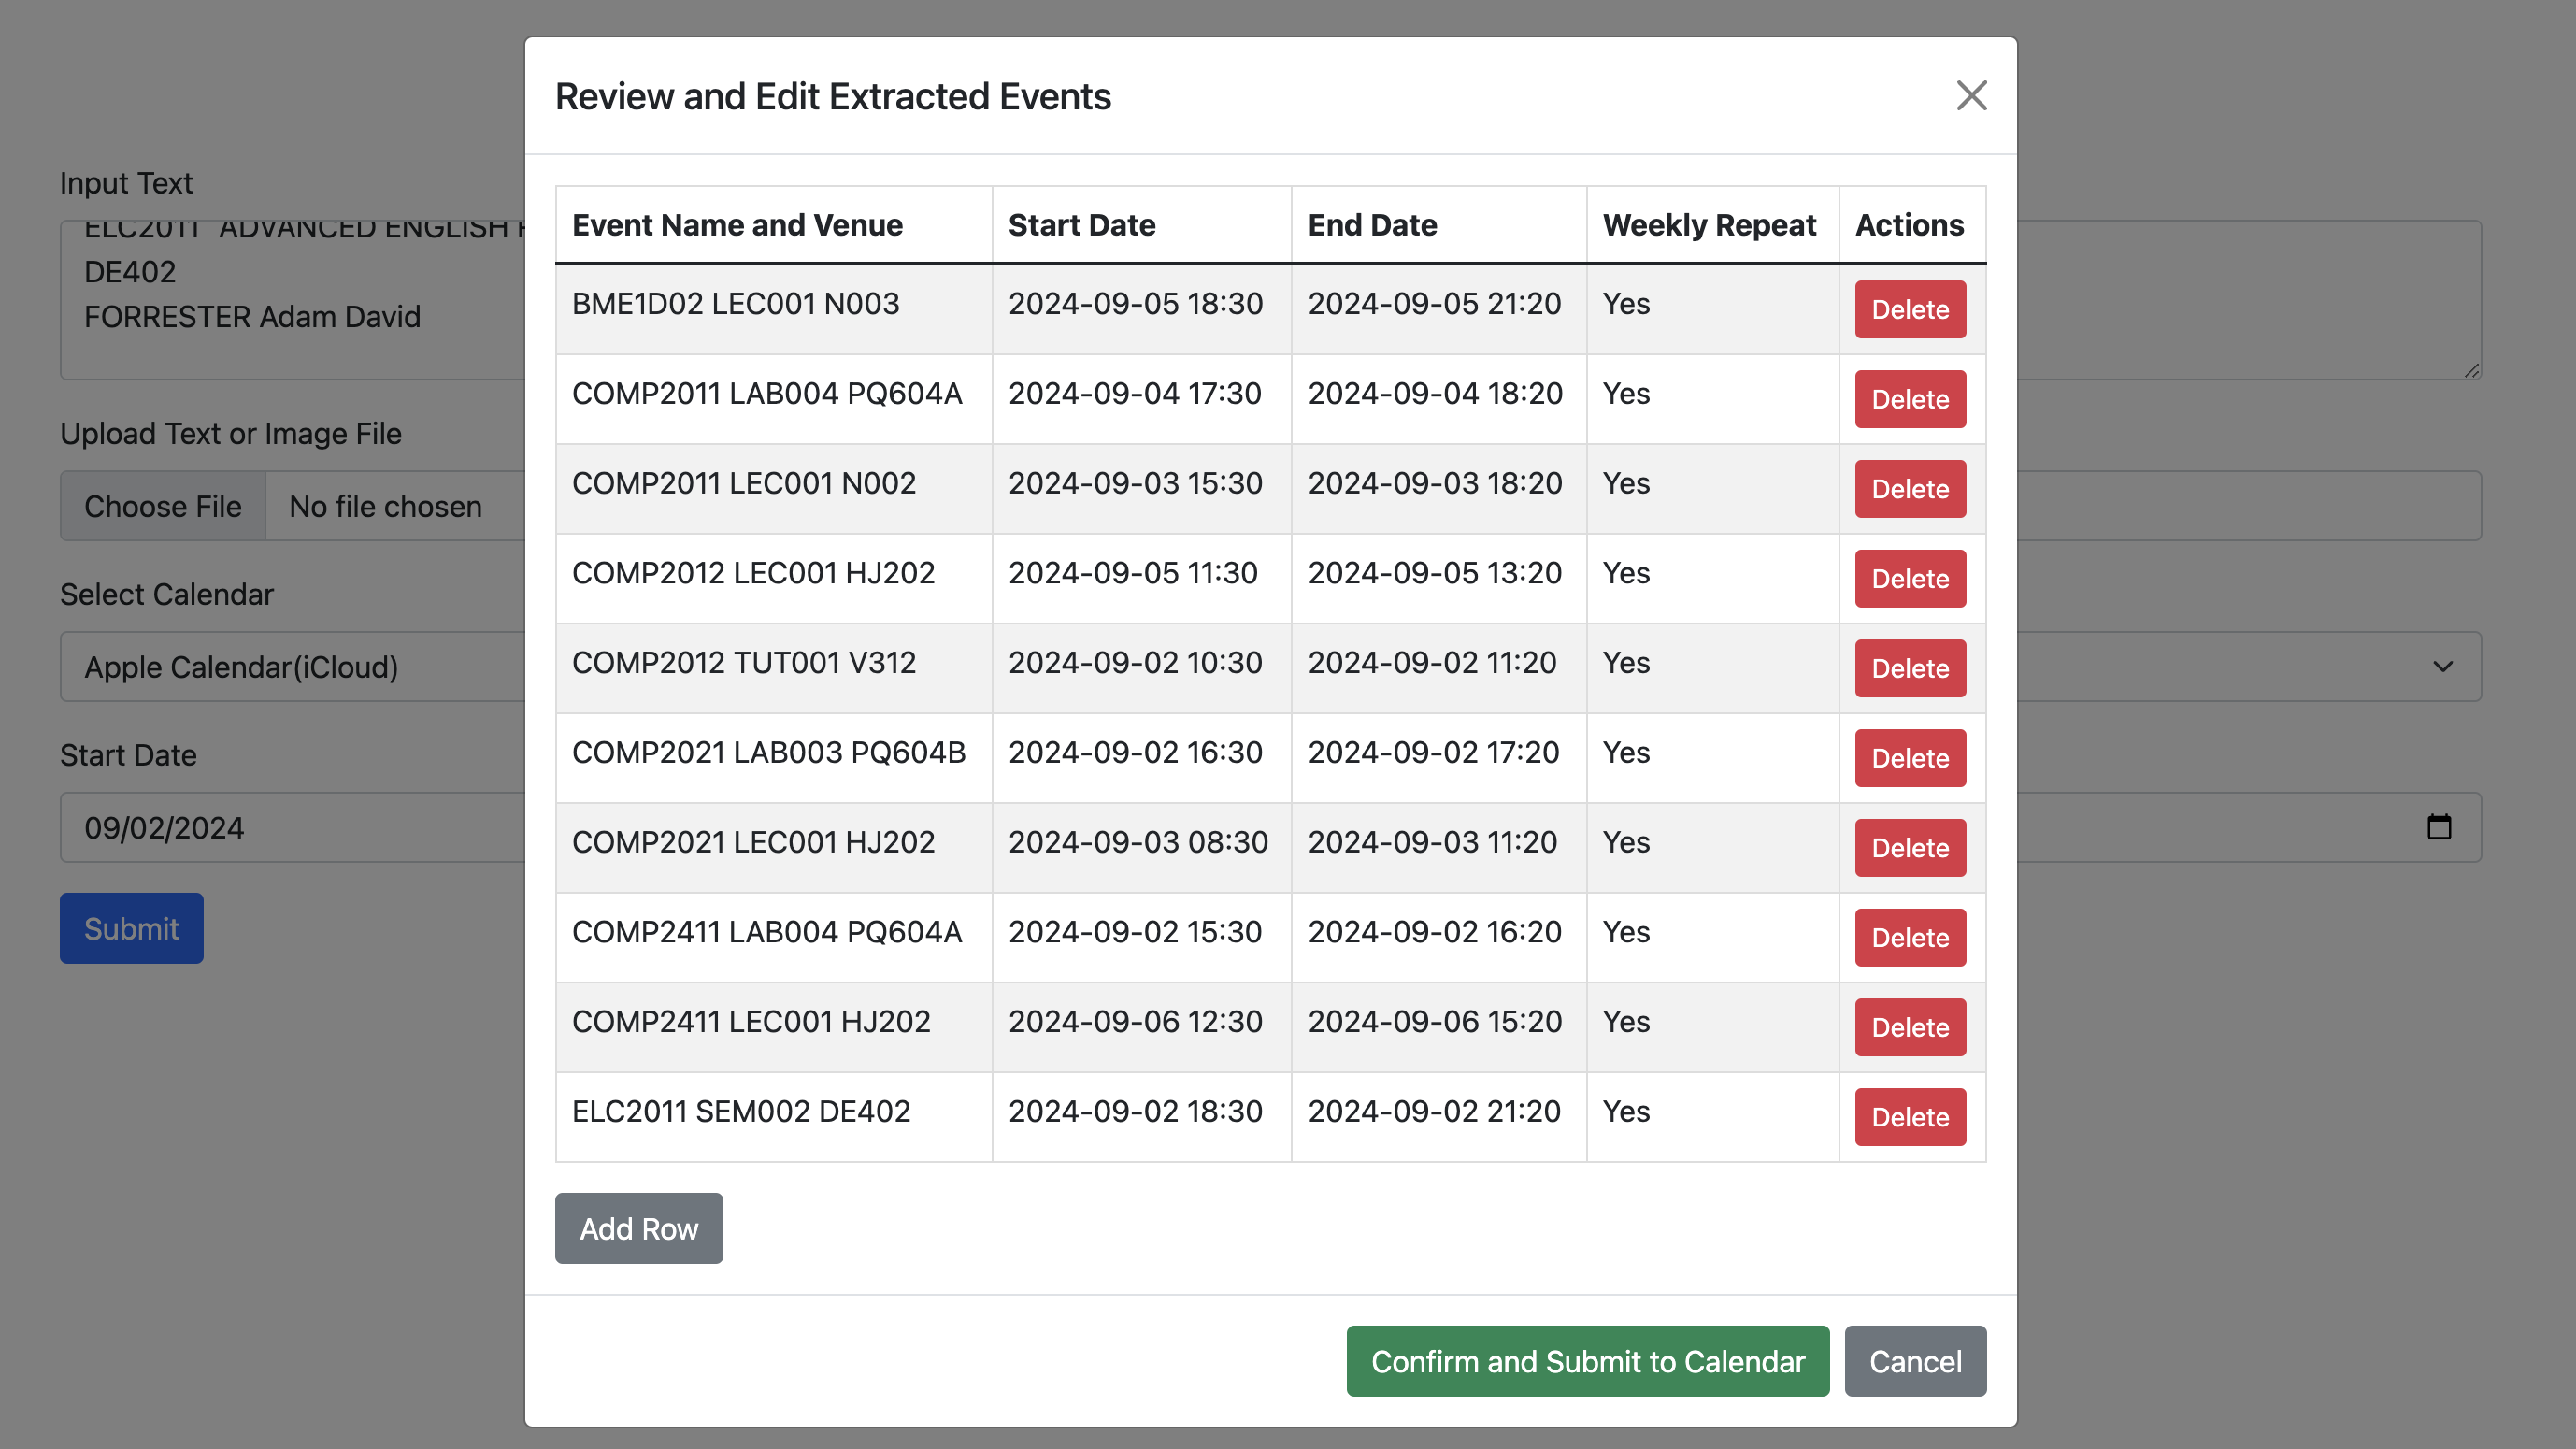 Review and Edit Extracted Events
Input Text
ELC2011 ADVANCED ENGLISH
DE402
FORRESTER Adam David
Upload Text or Image File
Choose File No file chosen
Select Calendar
Apple Calendar(iCloud)
Start Date
09/02/2024
Submit
Event Name and Venue Start Date End Date Weekly Repeat Actions
BME1D02 LEC001 N003 2024-09-05 18:30 2024-09-05 21:20 Yes Delete
COMP2011 LAB004 PQ604A 2024-09-04 17:30 2024-09-04 18:20 Yes Delete
COMP2011 LEC001 N002 2024-09-03 15:30 2024-09-03 18:20 Yes Delete
COMP2012 LEC001 HJ202 2024-09-05 11:30 2024-09-05 13:20 Yes Delete
COMP2012 TUT001 V312 2024-09-02 10:30 2024-09-02 11:20 Yes Delete
COMP2021 LAB003 PQ604B 2024-09-02 16:30 2024-09-02 17:20 Yes Delete
COMP2021 LEC001 HJ202 2024-09-03 08:30 2024-09-03 11:20 Yes Delete
COMP2411 LAB004 PQ604A 2024-09-02 15:30 2024-09-02 16:20 Yes Delete
COMP2411 LEC001 HJ202 2024-09-06 12:30 2024-09-06 15:20 Yes Delete
ELC2011 SEM002 DE402 2024-09-02 18:30 2024-09-02 21:20 Yes Delete
Add Row
Confirm and Submit to Calendar Cancel